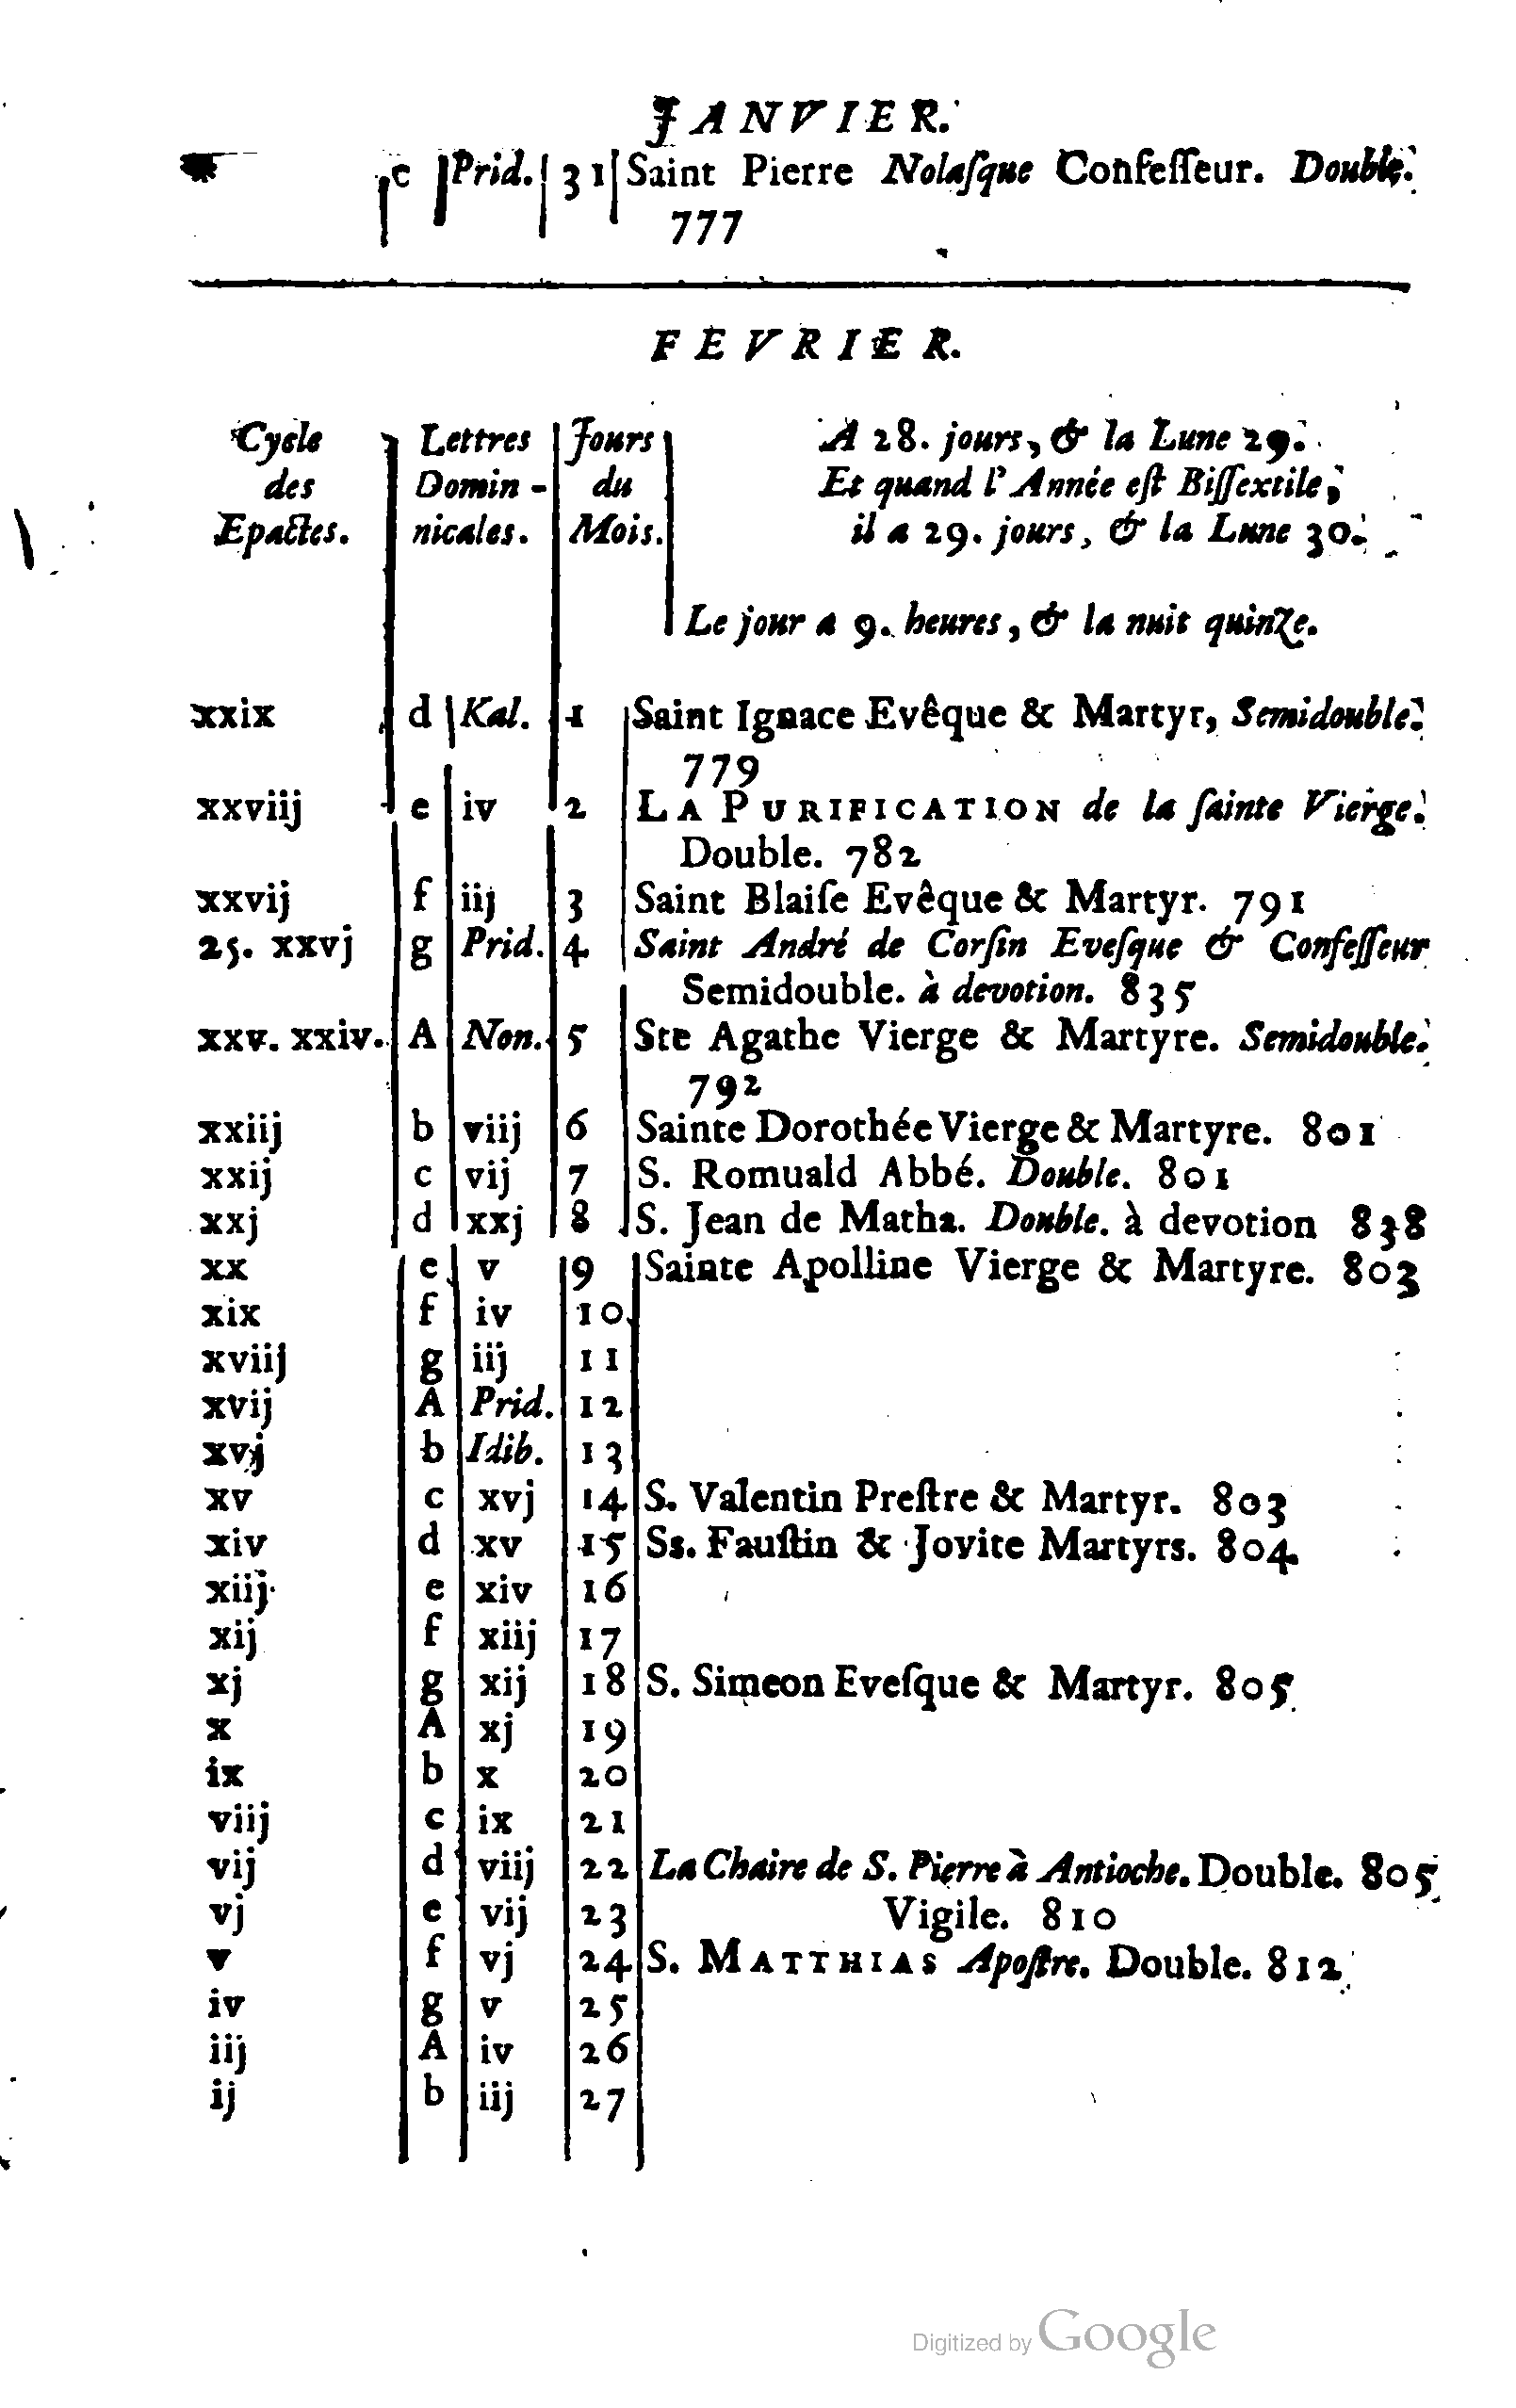 JANVIER.
* c Prid. 31 Saint Pierre Nolaſque Confeſſeur. Double.
777
FEVRIER.
Cycle Lettres Jours A 28. jours, & la Lune 29.
des Domin- du Et quand l'Année eſt Biſſextile,
Epactes. nicales. Mois. il a 29. jours, & la Lune 30.
Le jour a 9. heures, & la nuit quinze.
xxix d Kal. 1 Saint Ignace Evêque & Martyr, Semidouble.
779
xxviij e iv 2 LA PURIFICATION de la ſainte Vierge.
Double. 782
xxvij f iij 3 Saint Blaiſe Evêque & Martyr. 791
25. xxvj g Prid. 4 Saint André de Corſin Eveſque & Confeſſeur
Semidouble. à devotion. 835
xxv. xxiv. A Non. 5 Ste Agathe Vierge & Martyre. Semidouble.
792
xxiij b viij 6 Sainte Dorothée Vierge & Martyre. 801
xxij c vij 7 S. Romuald Abbé. Double. 801
xxj d xxj 8 S. Jean de Matha. Double. à devotion 838
xx e v 9 Sainte Apolline Vierge & Martyre. 803
xix f iv 10
xviij g iij 11
xvij A Prid. 12
xvj b Idib. 13
xv c xvj 14 S. Valentin Preſtre & Martyr. 803
xiv d xv 15 Ss. Fauſtin & Jovite Martyrs. 804
xiij e xiv 16
xij f xiij 17
xj g xij 18 S. Simeon Eveſque & Martyr. 805
x A xj 19
ix b x 20
viij c ix 21
vij d viij 22 La Chaire de S. Pierre à Antioche. Double. 805
vj e vij 23 Vigile. 810
v f vj 24 S. MATTHIAS Apoſtre. Double. 812
iv g v 25
iij A iv 26
ij b iij 27
Digitized by Google